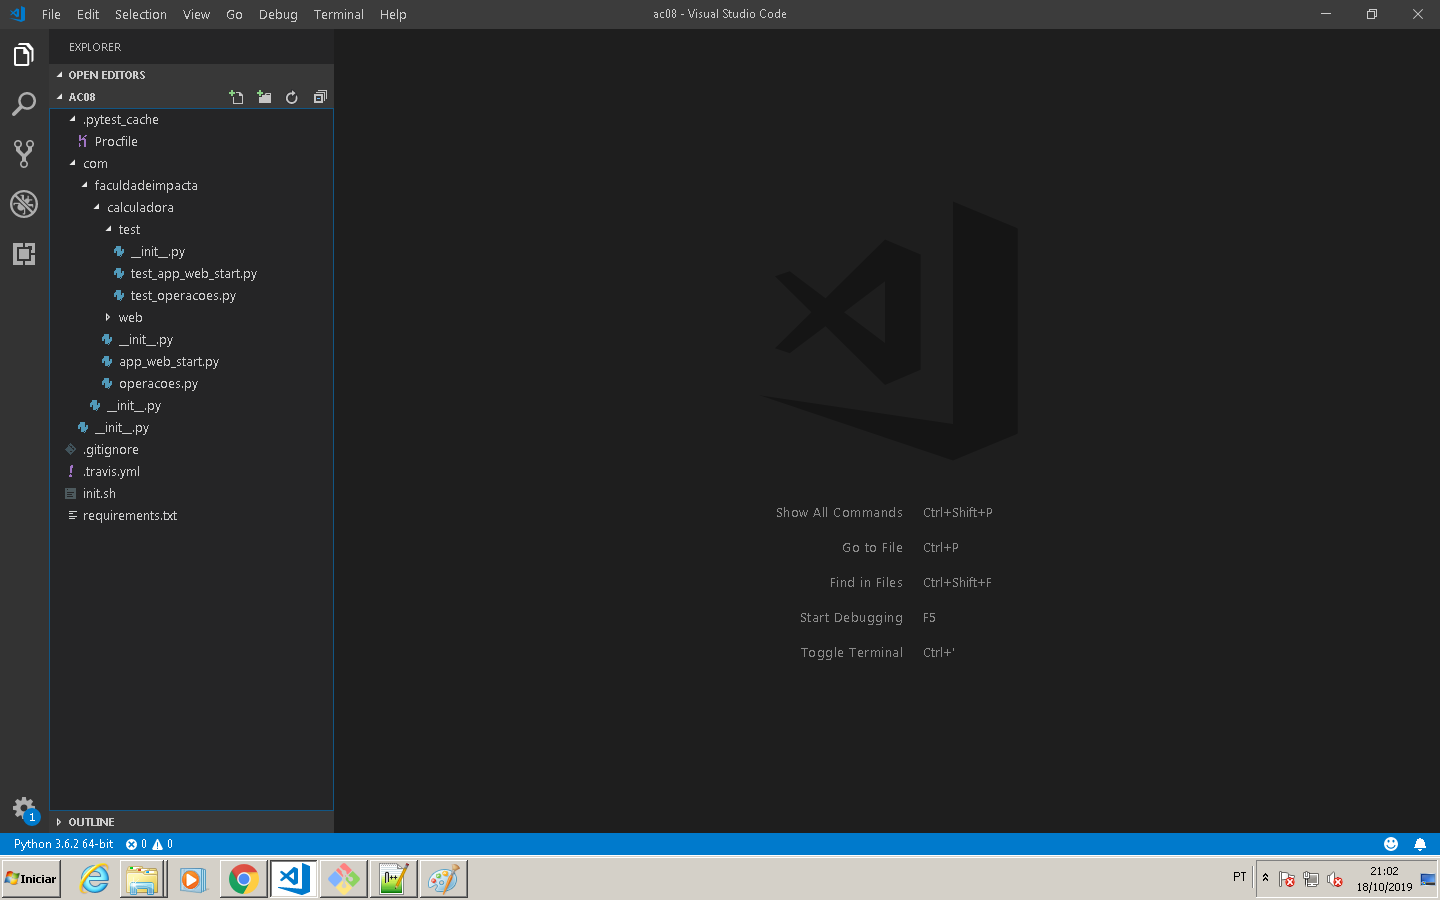 File Edit Selection View Go Debug Terminal Help
ac08 - Visual Studio Code
EXPLORER
OPEN EDITORS
AC08
.pytest_cache
Procfile
com
faculdadeimpacta
calculadora
test
__init__.py
test_app_web_start.py
test_operacoes.py
web
__init__.py
app_web_start.py
operacoes.py
__init__.py
__init__.py
.gitignore
.travis.yml
init.sh
requirements.txt
Show All Commands Ctrl+Shift+P
Go to File Ctrl+P
Find in Files Ctrl+Shift+F
Start Debugging F5
Toggle Terminal Ctrl+'
1
OUTLINE
Python 3.6.2 64-bit 0 0
Iniciar
PT
21:02
18/10/2019